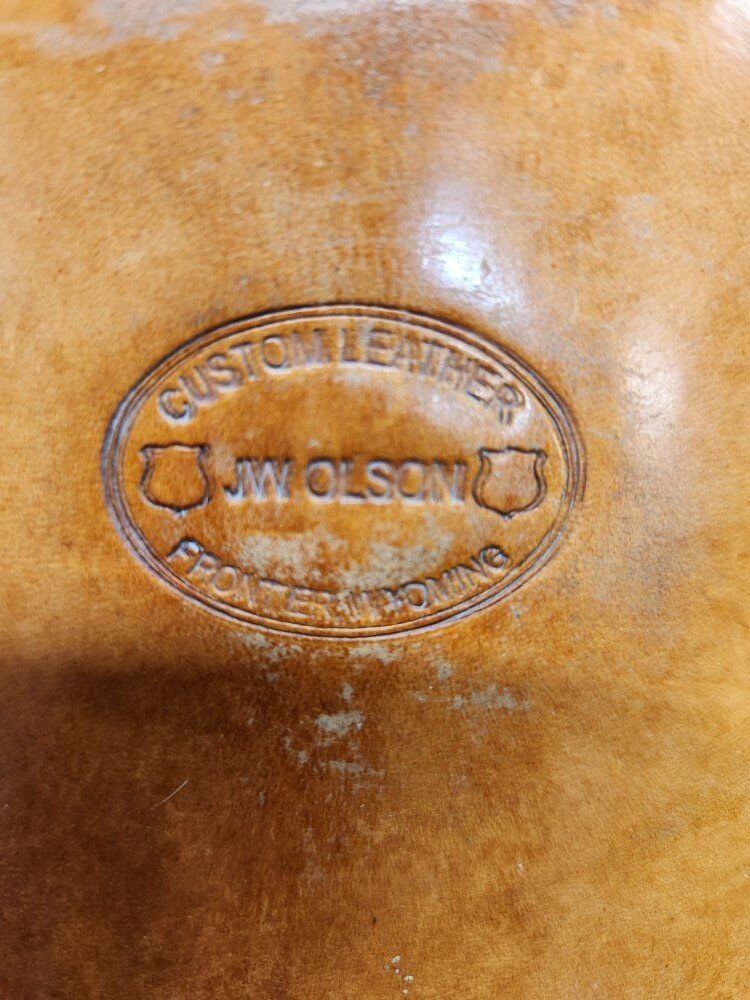 CUSTOM LEATHER
JW OLSON
FRONTIER WYOMING